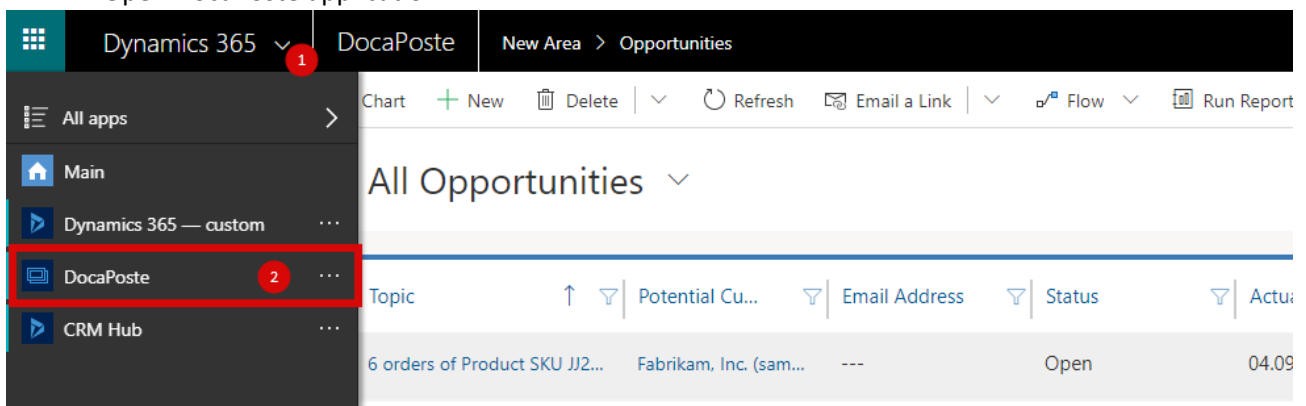 Dynamics 365 1 DocaPoste New Area > Opportunities
All apps
Chart New Delete Refresh Email a Link Flow Run Report
Main
All Opportunities
Dynamics 365 — custom ...
DocaPoste 2 ...
Topic Potential Cu... Email Address Status Actua
CRM Hub ...
6 orders of Product SKU JJ2... Fabrikam, Inc. (sam... --- Open 04.09